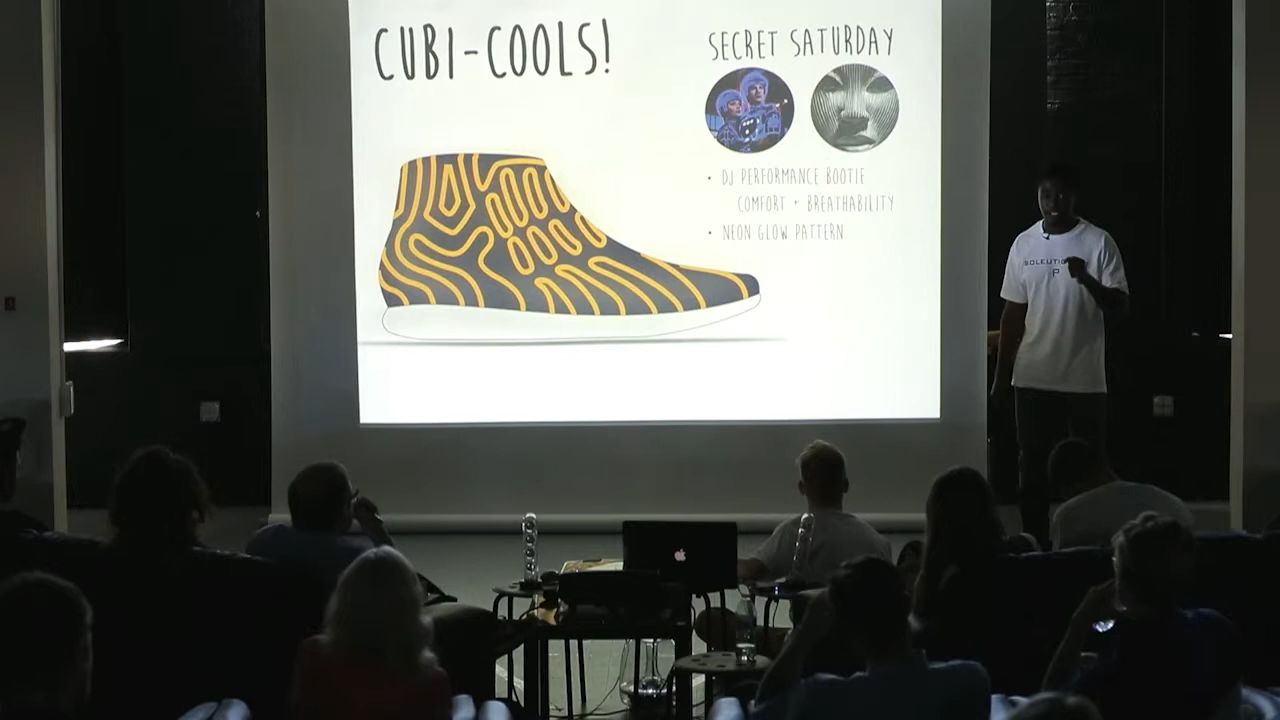 CUBI-COOLS!
SECRET SATURDAY
• DJ PERFORMANCE BOOTIE
COMFORT + BREATHABILITY
• NEON GLOW PATTERN
P